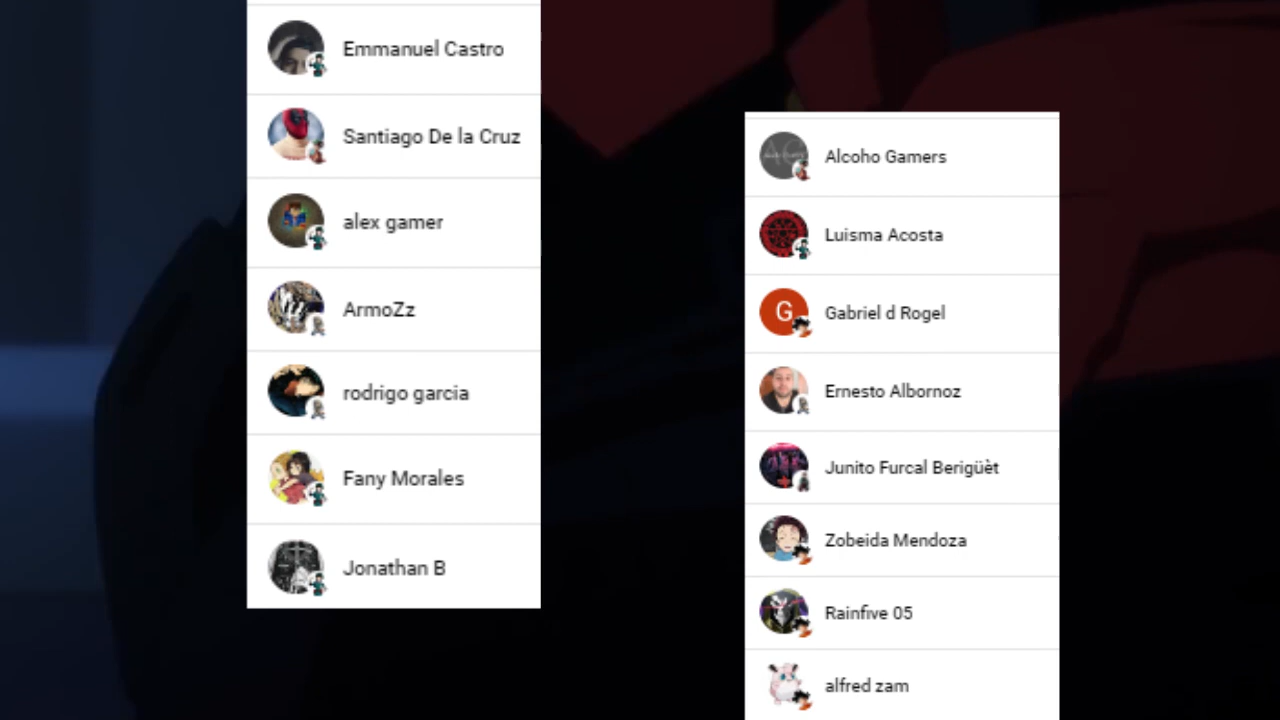 Emmanuel Castro
Santiago De la Cruz
alex gamer
ArmoZz
rodrigo garcia
Fany Morales
Jonathan B
Alcoho Gamers
Luisma Acosta
G
Gabriel d Rogel
Ernesto Albornoz
Junito Furcal Berigüèt
Zobeida Mendoza
Rainfive 05
alfred zam